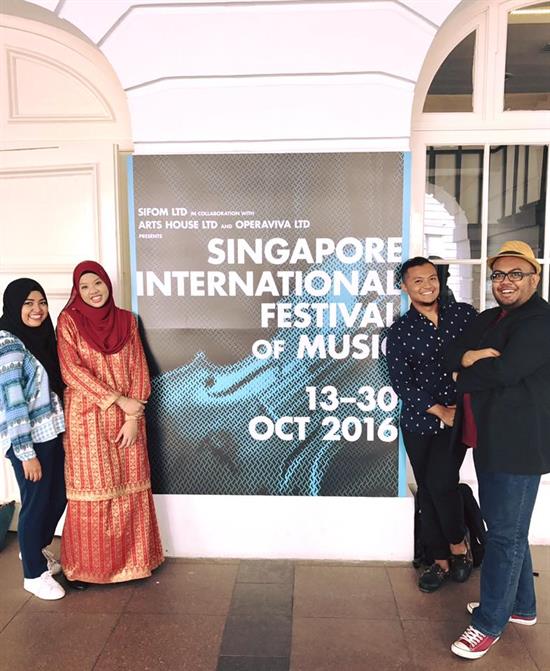 SIFOM LTD IN COLLABORATION WITH
ARTS HOUSE LTD AND OPERAVIVA LTD
PRESENTS
SINGAPORE
INTERNATIONAL
FESTIVAL
OF MUSIC
13–30
OCT 2016